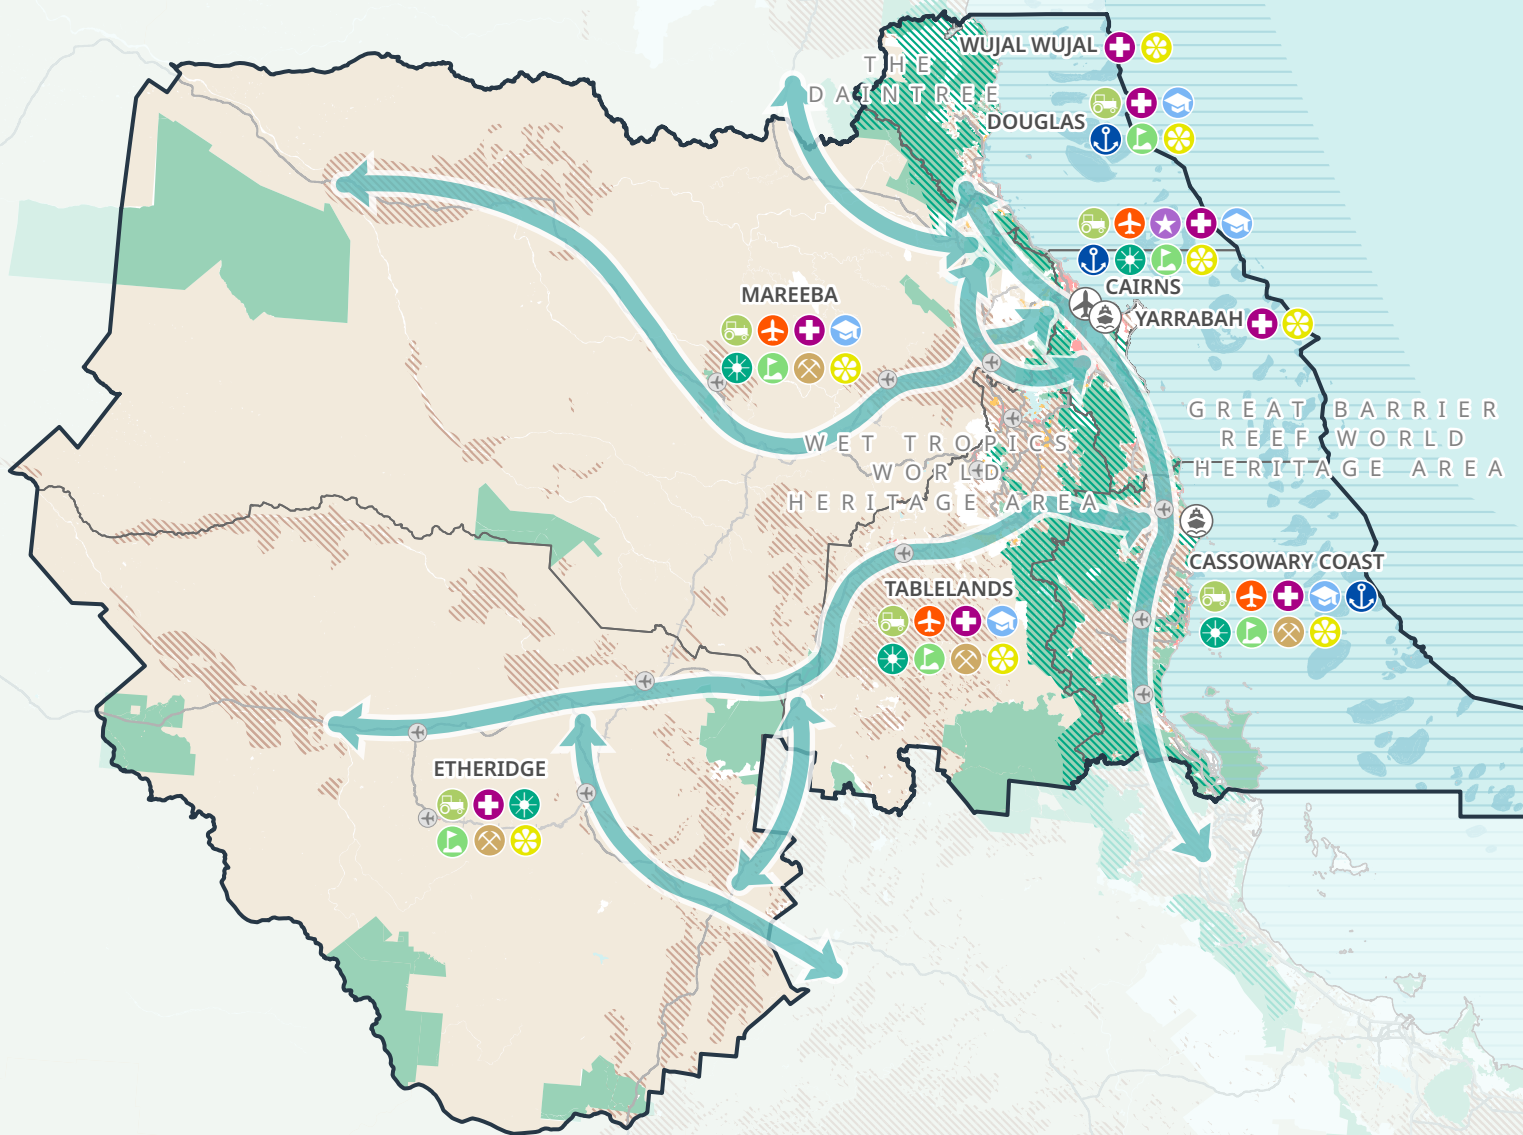 WUJAL WUJAL
THE
DAINTREE
DOUGLAS
CAIRNS
MAREEBA
YARRABAH
GREAT BARRIER
REEF WORLD
HERITAGE AREA
WET TROPICS
WORLD
HERITAGE AREA
CASSOWARY COAST
TABLELANDS
ETHERIDGE